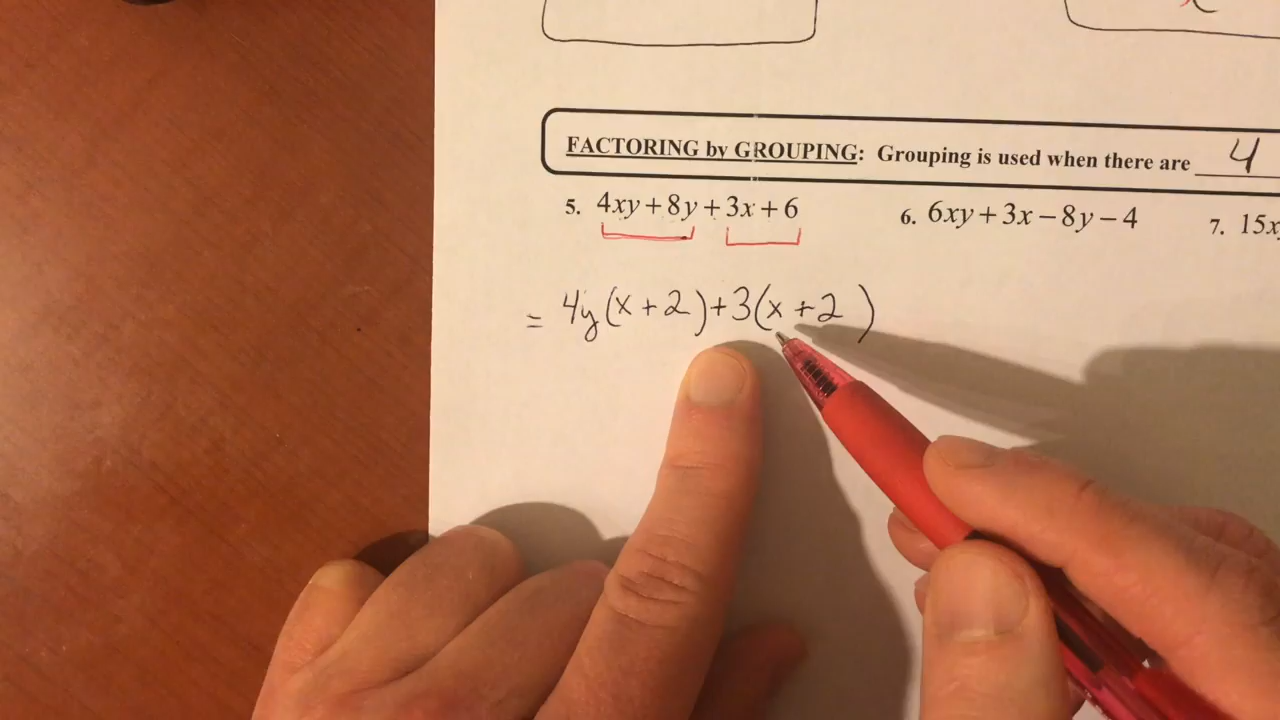 FACTORING by GROUPING: Grouping is used when there are 4
5. 4xy+8y+3x+6
6. 6xy+3x−8y−4
7. 15x
= 4y(x+2)+3(x+2)